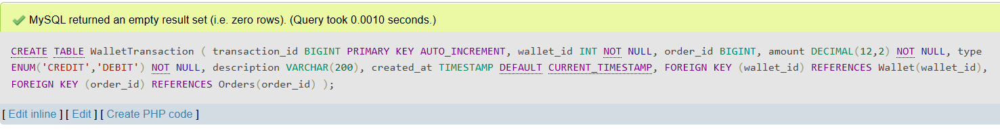 MySQL returned an empty result set (i.e. zero rows). (Query took 0.0010 seconds.)
CREATE TABLE WalletTransaction ( transaction_id BIGINT PRIMARY KEY AUTO_INCREMENT, wallet_id INT NOT NULL, order_id BIGINT, amount DECIMAL(12,2) NOT NULL, type
ENUM('CREDIT','DEBIT') NOT NULL, description VARCHAR(200), created_at TIMESTAMP DEFAULT CURRENT_TIMESTAMP, FOREIGN KEY (wallet_id) REFERENCES Wallet(wallet_id),
FOREIGN KEY (order_id) REFERENCES Orders(order_id) );
[ Edit inline ] [ Edit ] [ Create PHP code ]